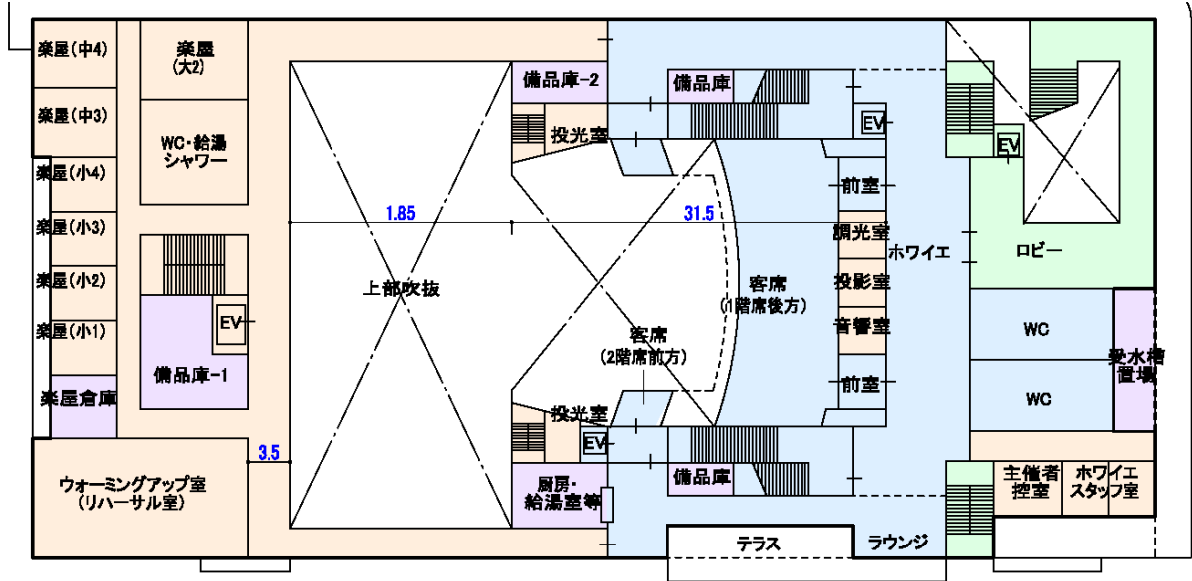 楽屋(中4)
楽屋
(大2)
備品庫-2
備品庫
楽屋(中3)
WC・給湯
シャワー
投光室
EV
EV
楽屋(小4)
前室
1.85
31.5
楽屋(小3)
調光室
ホワイエ
ロビー
楽屋(小2)
上部吹抜
客席
(1階席後方)
投影室
EV
楽屋(小1)
客席
(2階席前方)
音響室
WC
受水槽
置場
備品庫-1
楽屋倉庫
前室
WC
投光室
EV
3.5
ウォーミングアップ室
(リハーサル室)
厨房・
給湯室等
備品庫
主催者
控室
ホワイエ
スタッフ室
テラス
ラウンジ